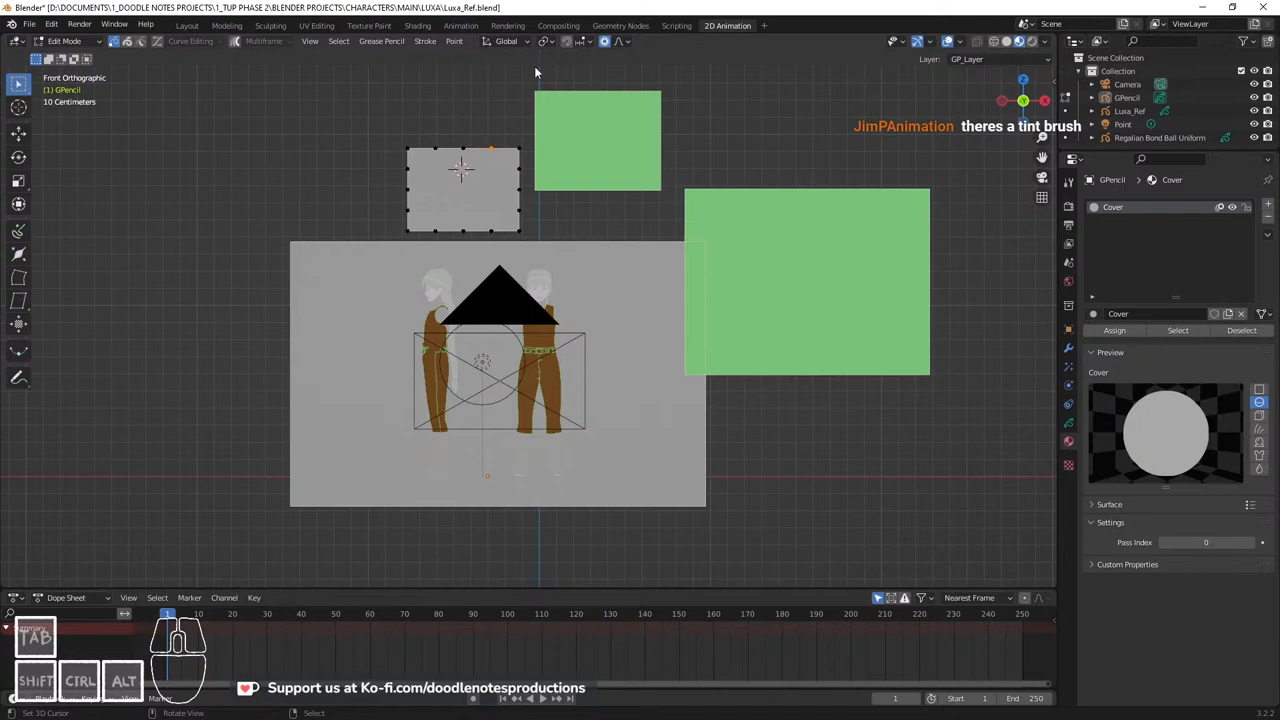 Blender* [D:\DOCUMENTS\1_DOODLE NOTES PROJECTS\1_TUP PHASE 2\BLENDER PROJECTS\CHARACTERS\MAIN\LUXA\Luxa_Ref.blend]
File Edit Render Window Help Layout Modeling Sculpting UV Editing Texture Paint Shading Animation Rendering Compositing Geometry Nodes Scripting 2D Animation Scene ViewLayer
Edit Mode Curve Editing Multiframe View Select Grease Pencil Stroke Point Global
Layer: GP_Layer
Front Orthographic
(1) GPencil
10 Centimeters
Scene Collection
Collection
Camera
GPencil
Luxa_Ref
Point
Regalian Bond Ball Uniform
JimPAnimation theres a tint brush
GPencil Cover
Cover
Cover
Assign Select Deselect
Preview
Cover
Surface
Settings
Pass Index 0
Custom Properties
Dope Sheet View Select Marker Channel Key Nearest Frame
1 10 20 30 40 50 60 70 80 90 100 110 120 130 140 150 160 170 180 190 200 210 220 230 240 250
Summary
TAB
SHIFT CTRL ALT
Marker
Support us at Ko-fi.com/doodlenotesproductions
1 Start 1 End 250
Set 3D Cursor Rotate View Select 3.2.2